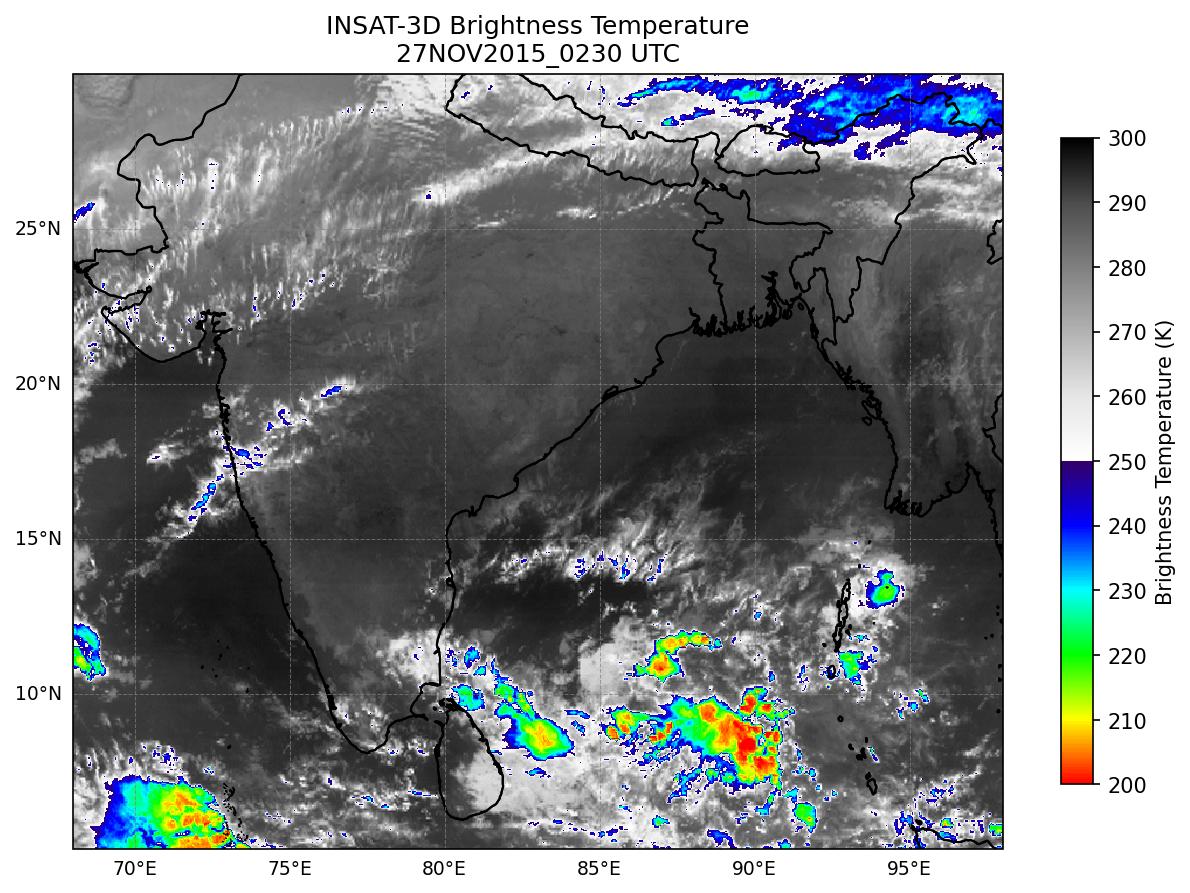 INSAT-3D Brightness Temperature
27NOV2015_0230 UTC
25°N
20°N
15°N
10°N
70°E
75°E
80°E
85°E
90°E
95°E
300
290
280
270
260
250
240
230
220
210
200
Brightness Temperature (K)